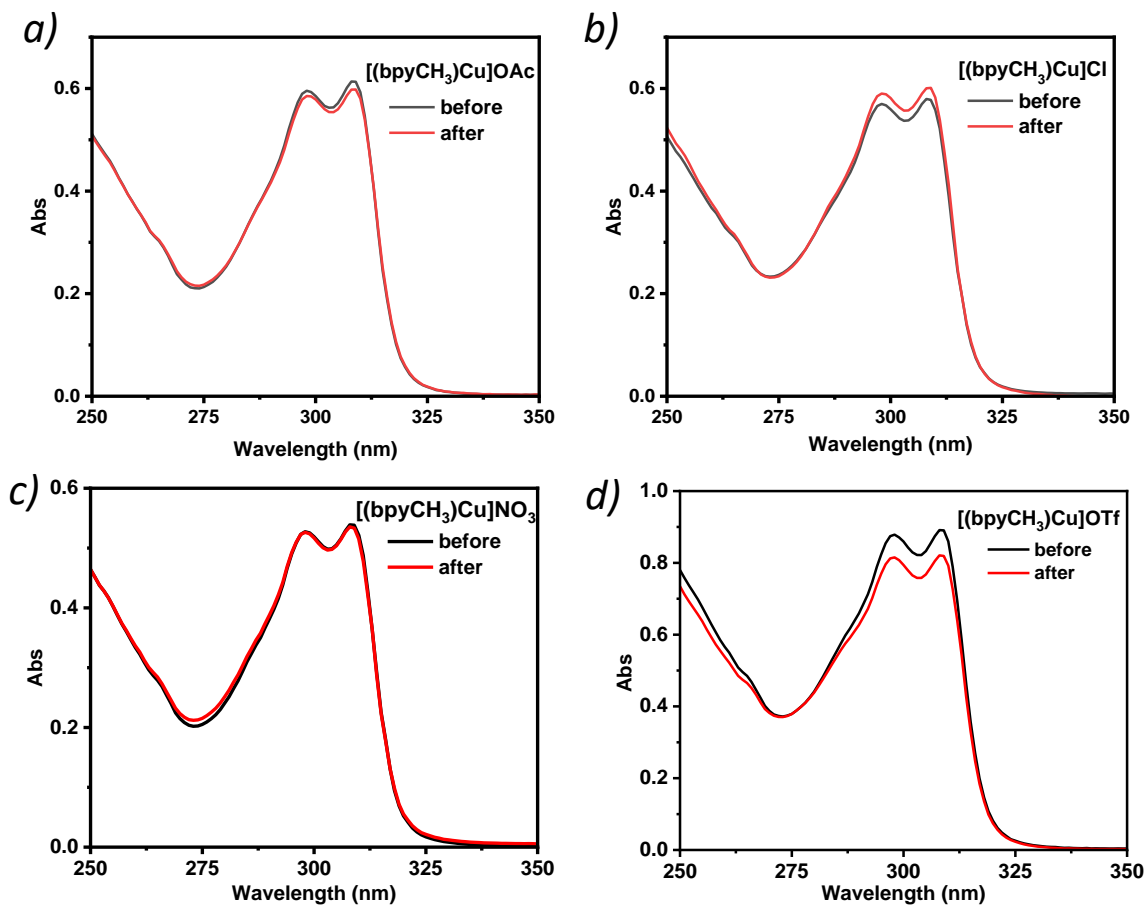 a)
[(bpyCH₃)Cu]OAc
before
after
0.6
0.4
0.2
0.0
Abs
250
275
300
325
350
Wavelength (nm)
b)
[(bpyCH₃)Cu]Cl
before
after
0.6
0.4
0.2
0.0
Abs
250
275
300
325
350
Wavelength (nm)
c)
[(bpyCH₃)Cu]NO₃
before
after
0.6
0.4
0.2
0.0
Abs
250
275
300
325
350
Wavelength (nm)
d)
[(bpyCH₃)Cu]OTf
before
after
1.0
0.8
0.6
0.4
0.2
0.0
Abs
250
275
300
325
350
Wavelength (nm)